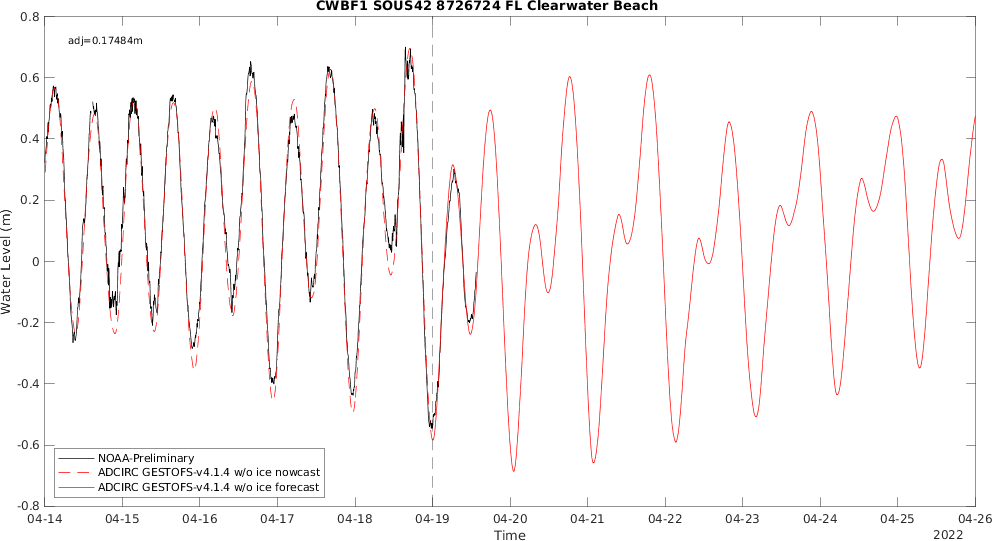 CWBF1 SOUS42 8726724 FL Clearwater Beach
adj=0.17484m
0.8
0.6
0.4
0.2
0
-0.2
-0.4
-0.6
-0.8
Water Level (m)
NOAA-Preliminary
ADCIRC GESTOFS-v4.1.4 w/o ice nowcast
ADCIRC GESTOFS-v4.1.4 w/o ice forecast
04-14 04-15 04-16 04-17 04-18 04-19 04-20 04-21 04-22 04-23 04-24 04-25 04-26
Time
2022